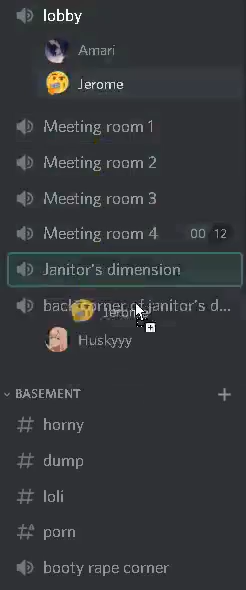 lobby
Amari
Jerome
Meeting room 1
Meeting room 2
Meeting room 3
Meeting room 4 00 12
Janitor's dimension
back corner of janitor's d...
Jerome
Huskyyy
BASEMENT
horny
dump
loli
porn
booty rape corner